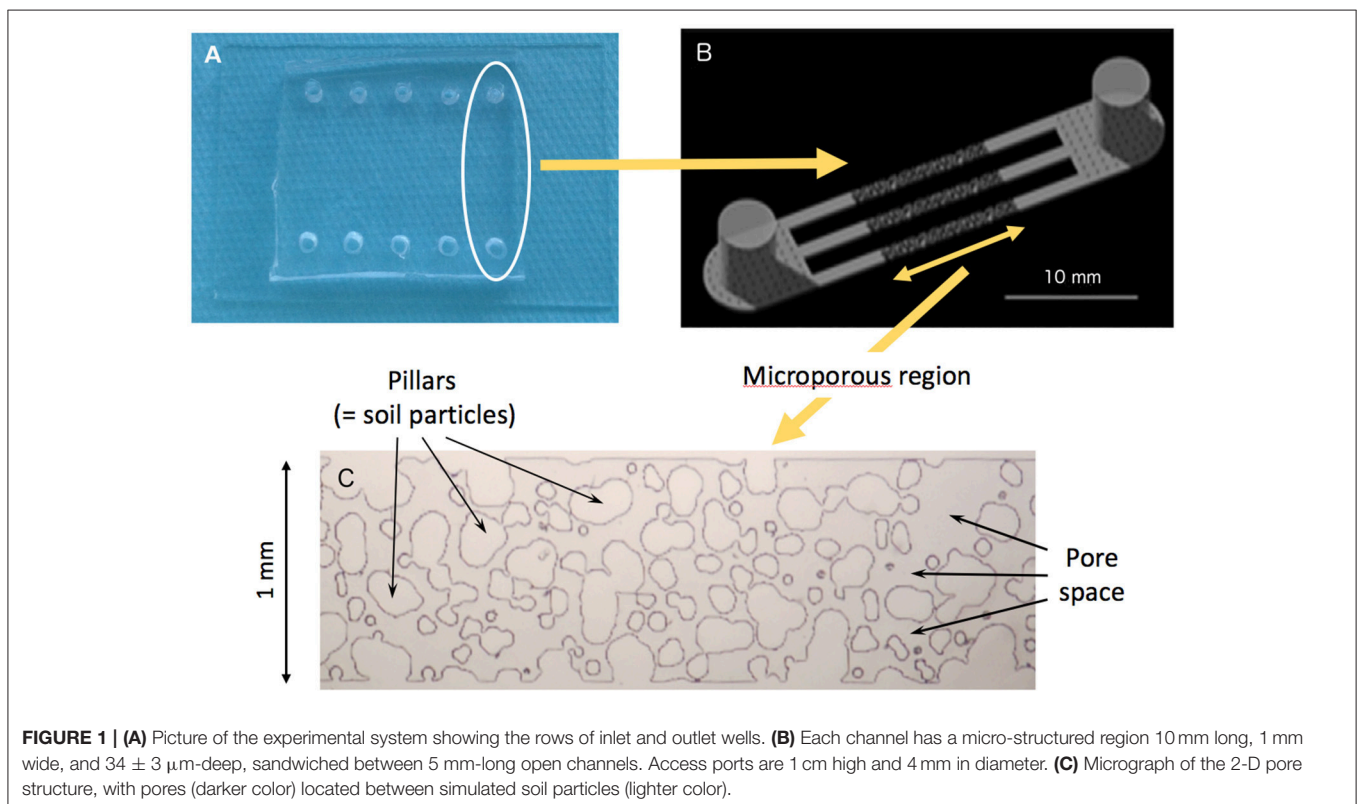 A
B
10 mm
Microporous region
Pillars
(= soil particles)
C
1 mm
Pore
space
FIGURE 1 | (A) Picture of the experimental system showing the rows of inlet and outlet wells. (B) Each channel has a micro-structured region 10 mm long, 1 mm
wide, and 34 ± 3 μm-deep, sandwiched between 5 mm-long open channels. Access ports are 1 cm high and 4 mm in diameter. (C) Micrograph of the 2-D pore
structure, with pores (darker color) located between simulated soil particles (lighter color).